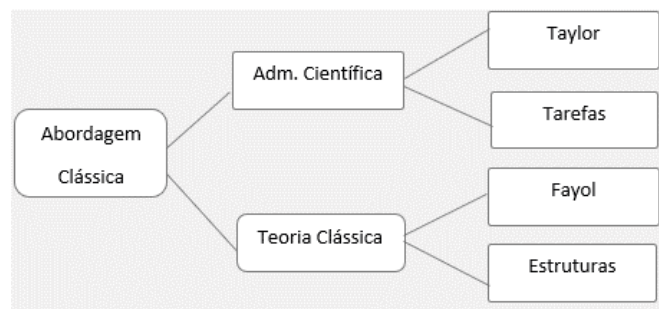 Abordagem
Clássica
Adm. Científica
Taylor
Tarefas
Teoria Clássica
Fayol
Estruturas